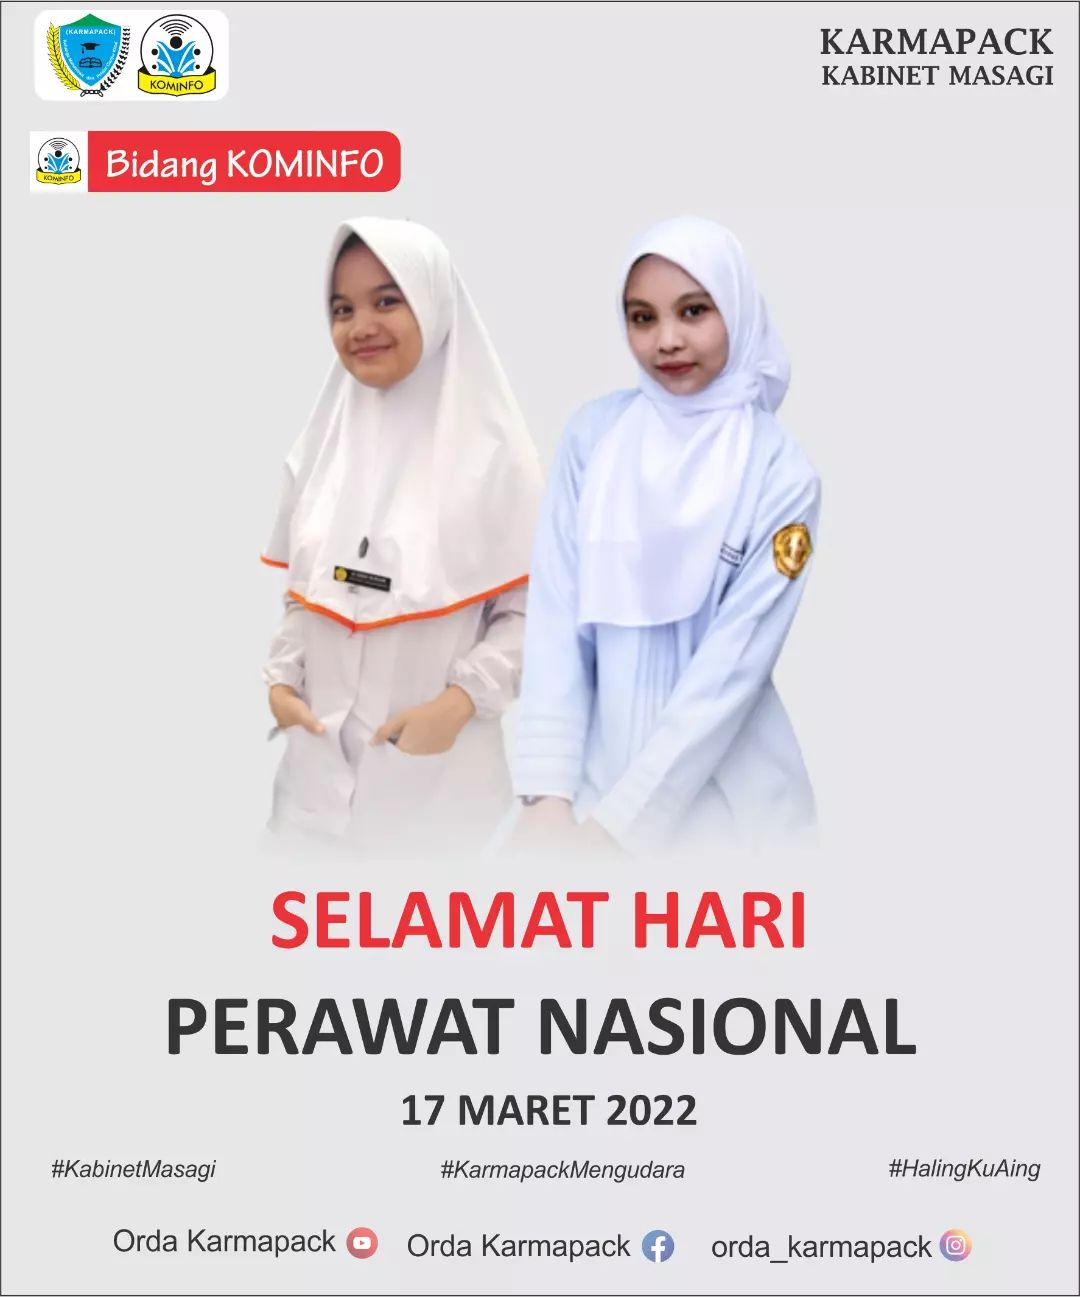 (KARMAPACK)
KOMINFO
KARMAPACK
KABINET MASAGI
KOMINFO
Bidang KOMINFO
SELAMAT HARI
PERAWAT NASIONAL
17 MARET 2022
#KabinetMasagi
#KarmapackMengudara
#HalingKuAing
Orda Karmapack
Orda Karmapack
orda_karmapack